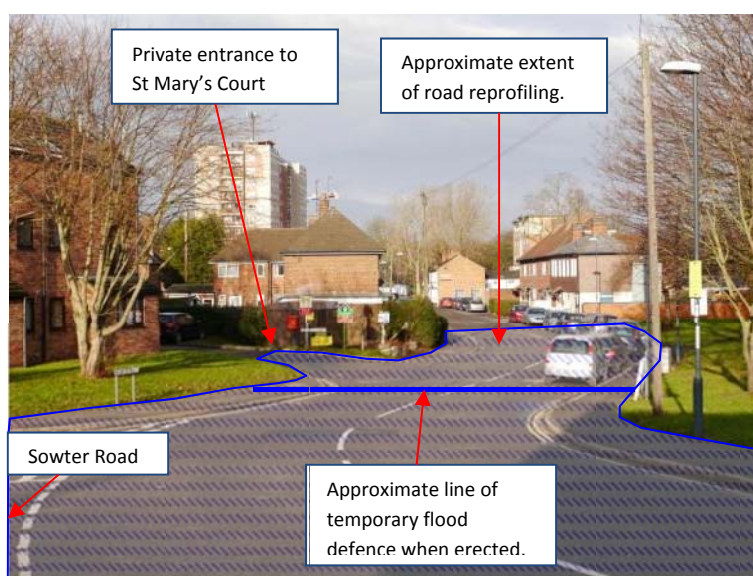 Private entrance to
St Mary's Court
Approximate extent
of road reprofiling.
Sowter Road
Approximate line of
temporary flood
defence when erected.